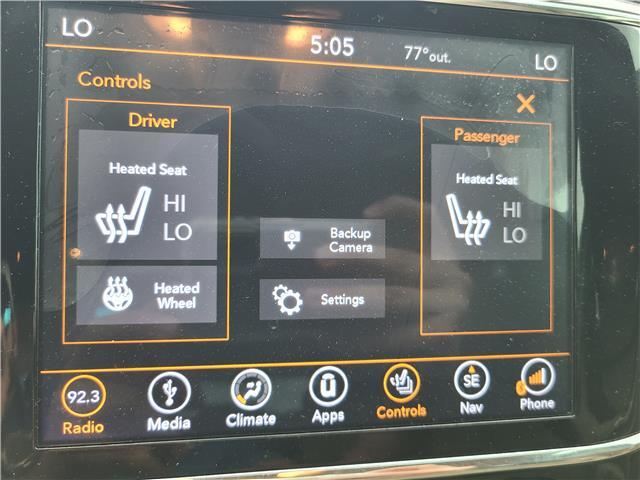 LO 5:05 77°out. LO
Controls
Driver
Heated Seat
HI
LO
Heated
Wheel
Backup
Camera
Settings
Passenger
Heated Seat
HI
LO
92.3 SE
Radio Media Climate Apps Controls Nav Phone